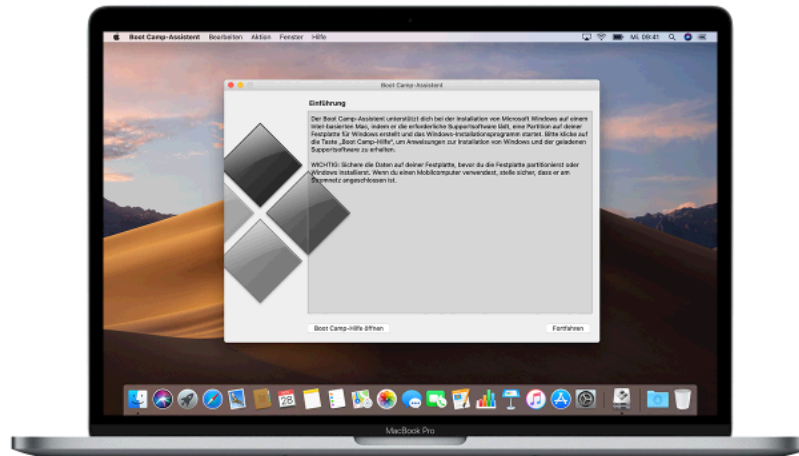 Boot Camp-Assistent Bearbeiten Aktion Fenster Hilfe Mi. 09:41
Boot Camp-Assistent
Einführung
Der Boot Camp-Assistent unterstützt dich bei der Installation von Microsoft Windows auf einem
Intel-basierten Mac, indem er die erforderliche Supportsoftware lädt, eine Partition auf deiner
Festplatte für Windows erstellt und das Windows-Installationsprogramm startet. Bitte klicke auf
die Taste „Boot Camp-Hilfe“, um Anweisungen zur Installation von Windows und der geladenen
Supportsoftware zu erhalten.
WICHTIG: Sichere die Daten auf deiner Festplatte, bevor du die Festplatte partitionierst oder
Windows installierst. Wenn du einen Mobilcomputer verwendest, stelle sicher, dass er am
Stromnetz angeschlossen ist.
Boot Camp-Hilfe öffnen Fortfahren
28
MacBook Pro